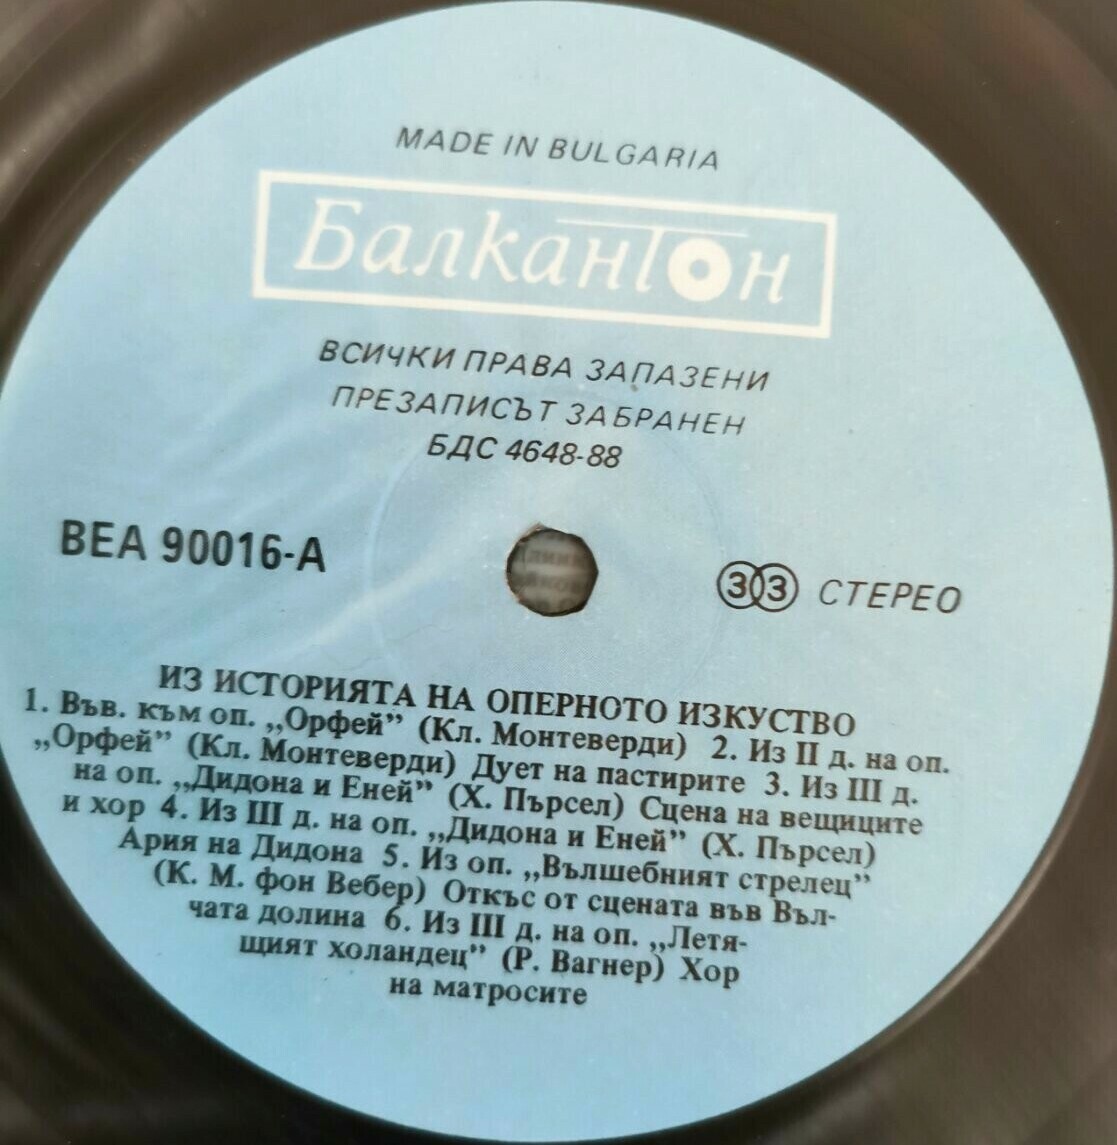 MADE IN BULGARIA
Балкантон
ВСИЧКИ ПРАВА ЗАПАЗЕНИ
ПРЕЗАПИСЪТ ЗАБРАНЕН
БДС 4648-88
ВЕА 90016-А
33 СТЕРЕО
ИЗ ИСТОРИЯТА НА ОПЕРНОТО ИЗКУСТВО
1. Във. към оп. „Орфей” (Кл. Монтеверди) 2. Из II д. на оп.
„Орфей” (Кл. Монтеверди) Дует на пастирите 3. Из III д.
на оп. „Дидона и Еней” (Х. Пърсел) Сцена на вещиците
и хор 4. Из III д. на оп. „Дидона и Еней” (Х. Пърсел)
Ария на Дидона 5. Из оп. „Вълшебният стрелец”
(К. М. фон Вебер) Откъс от сцената във Въл-
чата долина 6. Из III д. на оп. „Летя-
щият холандец” (Р. Вагнер) Хор
на матросите